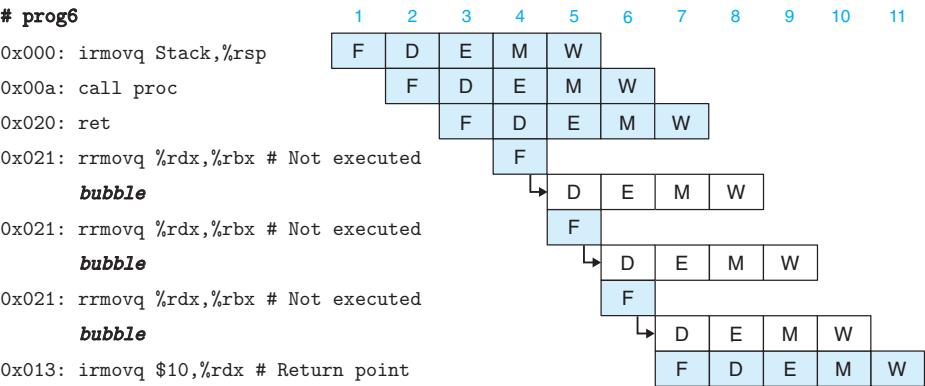 # prog6 1 2 3 4 5 6 7 8 9 10 11
0x000: irmovq Stack,%rsp F D E M W
0x00a: call proc F D E M W
0x020: ret F D E M W
0x021: rrmovq %rdx,%rbx # Not executed F
bubble D E M W
0x021: rrmovq %rdx,%rbx # Not executed F
bubble D E M W
0x021: rrmovq %rdx,%rbx # Not executed F
bubble D E M W
0x013: irmovq $10,%rdx # Return point F D E M W